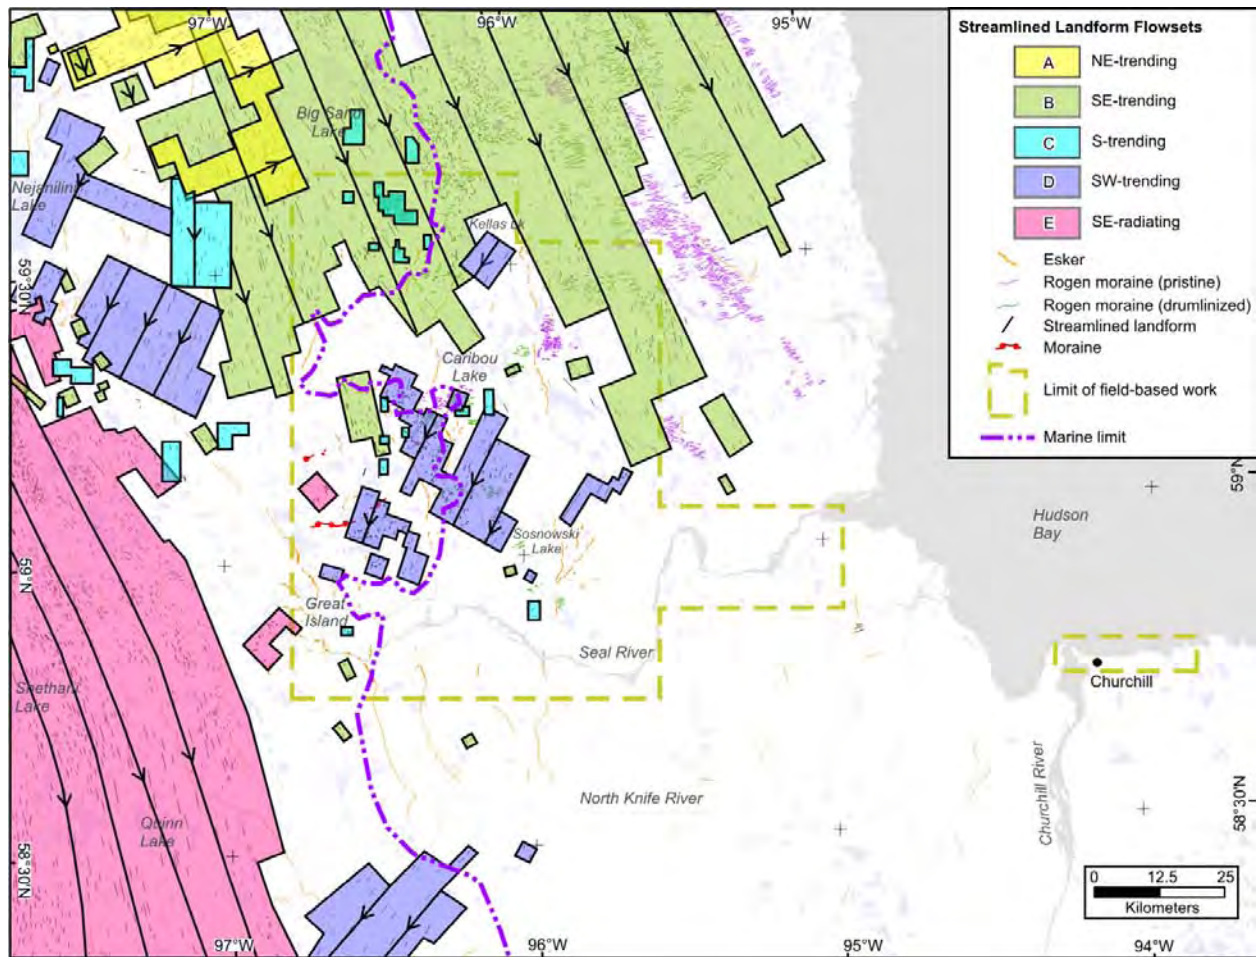 97°W
96°W
95°W
Streamlined Landform Flowsets
A NE-trending
B SE-trending
C S-trending
D SW-trending
E SE-radiating
Esker
Rogen moraine (pristine)
Rogen moraine (drumlinized)
Streamlined landform
Moraine
Limit of field-based work
Marine limit
Big Sand
Lake
Nejanilini
Lake
Kellas Lk
59°30'N
Caribou
Lake
59°N
Hudson
Bay
Sosnowski
Lake
59°N
Great
Island
Seal River
Churchill
Shethani
Lake
Quinn
Lake
North Knife River
Churchill River
58°30'N
58°30'N
0 12.5 25
Kilometers
97°W
96°W
95°W
94°W